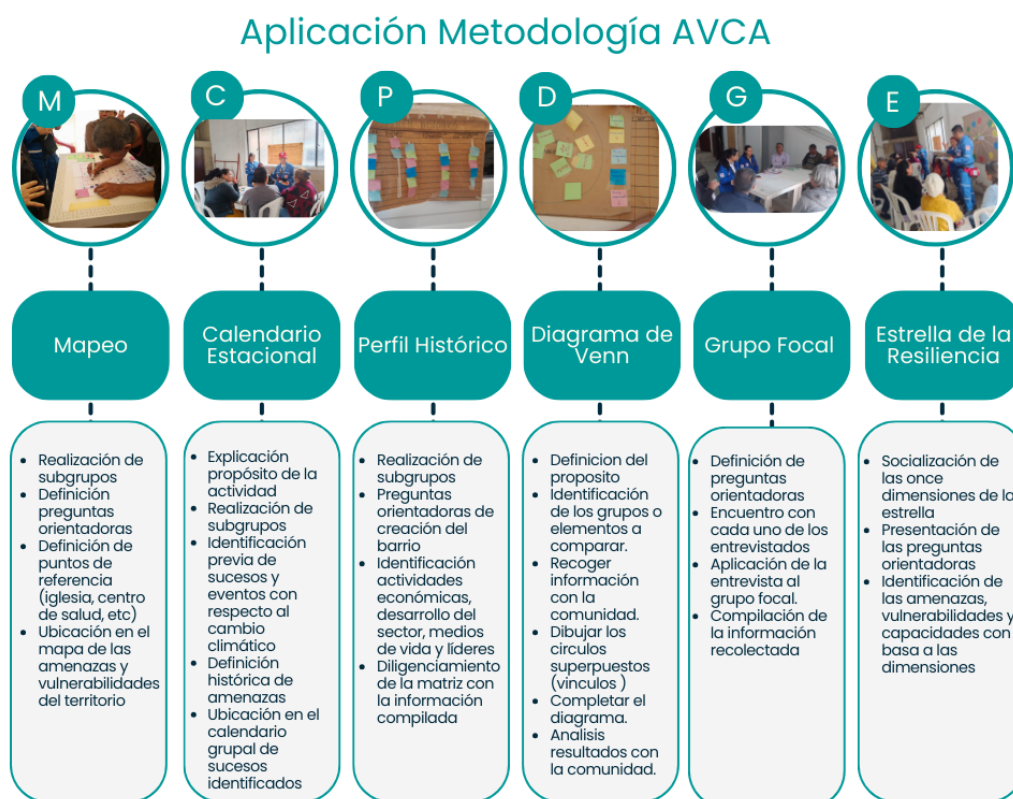 Aplicación Metodología AVCA
M
C
P
D
G
E
Mapeo
Calendario
Estacional
Perfil Histórico
Diagrama de
Venn
Grupo Focal
Estrella de la
Resiliencia
• Realización de
subgrupos
• Definición
preguntas
orientadoras
• Definición de
puntos de
referencia
(iglesia, centro
de salud, etc)
• Ubicación en el
mapa de las
amenazas y
vulnerabilidades
del territorio
• Explicación
propósito de la
actividad
• Realización de
subgrupos
• Identificación
previa de
sucesos y
eventos con
respecto al
cambio
climático
• Definición
histórica de
amenazas
• Ubicación en el
calendario
grupal de
sucesos
identificados
• Realización de
subgrupos
• Preguntas
orientadoras de
creación del
barrio
• Identificación
actividades
económicas,
desarrollo del
sector, medios
de vida y líderes
• Diligenciamiento
de la matriz con
la información
compilada
• Definicion del
proposito
• Identificación
de los grupos o
elementos a
comparar.
• Recoger
información
con la
comunidad.
• Dibujar los
circulos
superpuestos
(vinculos )
• Completar el
diagrama.
• Analisis
resultados con
la comunidad.
• Definición de
preguntas
orientadoras
• Encuentro con
cada uno de los
entrevistados
• Aplicación de la
entrevista al
grupo focal.
• Compilación de
la información
recolectada
• Socialización de
las once
dimensiones de la
estrella
• Presentación de
las preguntas
orientadoras
• Identificación de
las amenazas,
vulnerabilidades y
capacidades con
basa a las
dimensiones